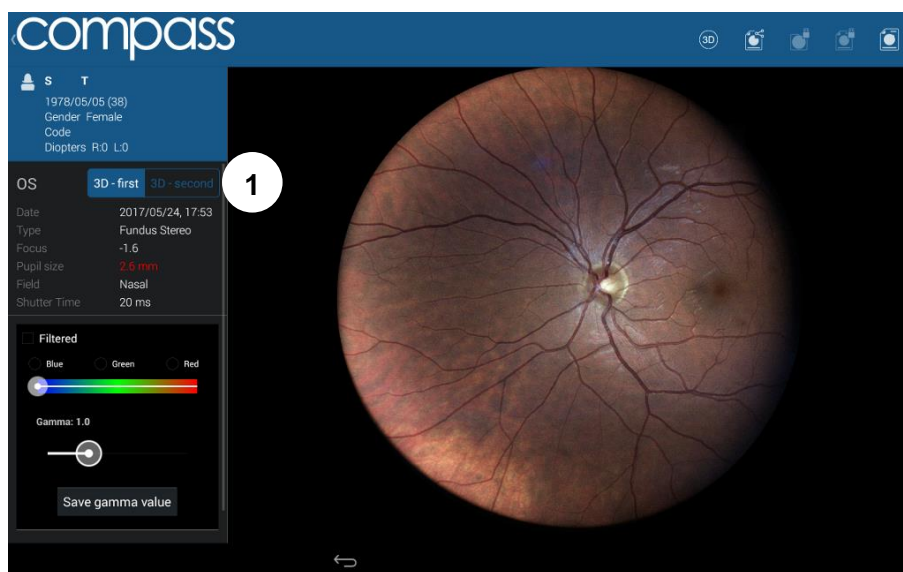 compass
3D
S T
1978/05/05 (38)
Gender Female
Code
Diopters R:0 L:0
OS 3D - first 3D - second
1
Date 2017/05/24, 17:53
Type Fundus Stereo
Focus -1.6
Pupil size 2.6 mm
Field Nasal
Shutter Time 20 ms
Filtered
Blue Green Red
Gamma: 1.0
Save gamma value